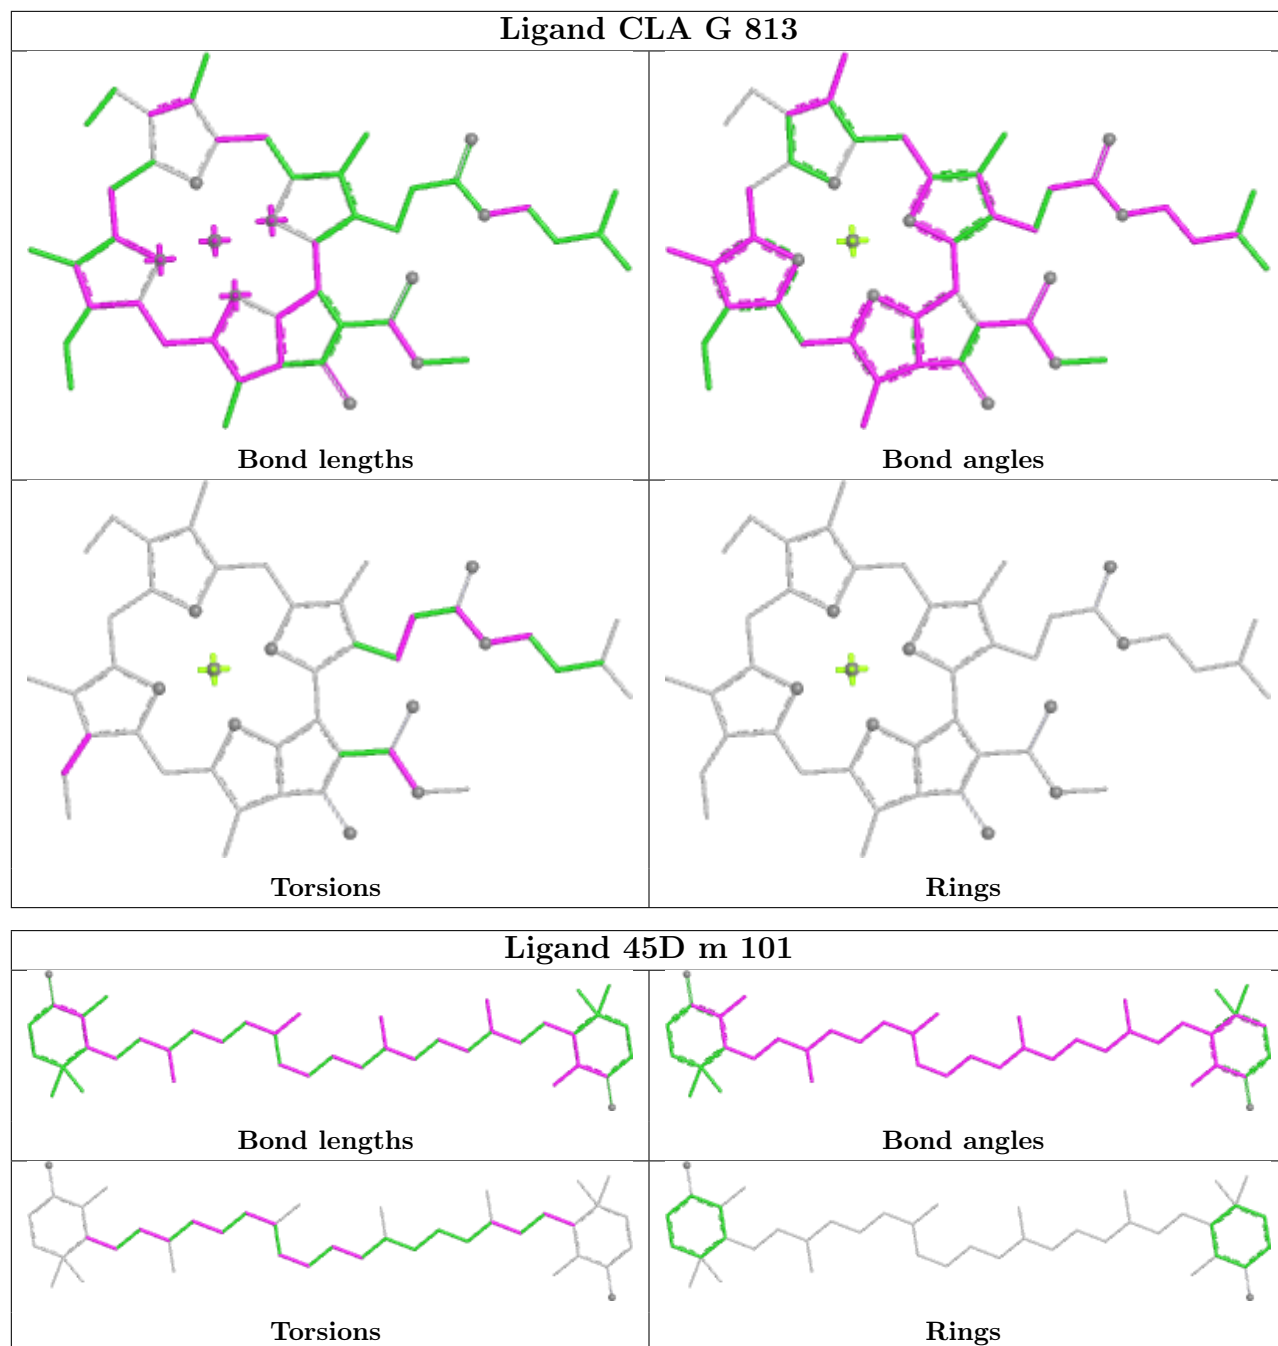 Ligand CLA G 813
Bond lengths
Bond angles
Torsions
Rings
Ligand 45D m 101
Bond lengths
Bond angles
Torsions
Rings